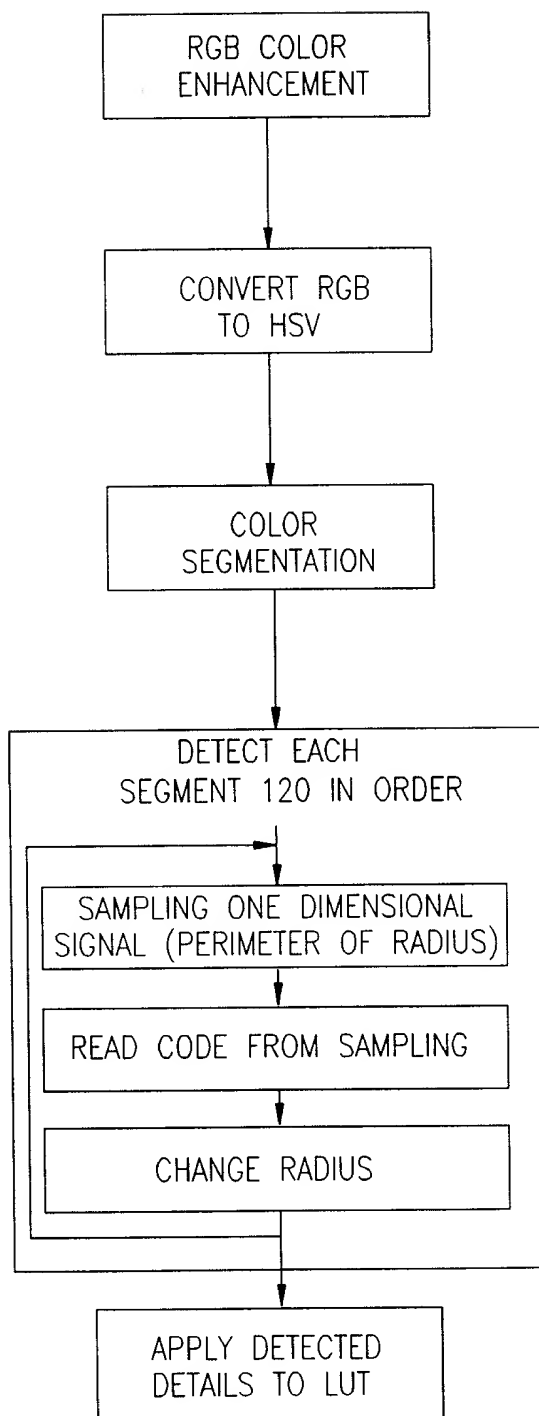 RGB COLOR
ENHANCEMENT
CONVERT RGB
TO HSV
COLOR
SEGMENTATION
DETECT EACH
SEGMENT 120 IN ORDER
SAMPLING ONE DIMENSIONAL
SIGNAL (PERIMETER OF RADIUS)
READ CODE FROM SAMPLING
CHANGE RADIUS
APPLY DETECTED
DETAILS TO LUT